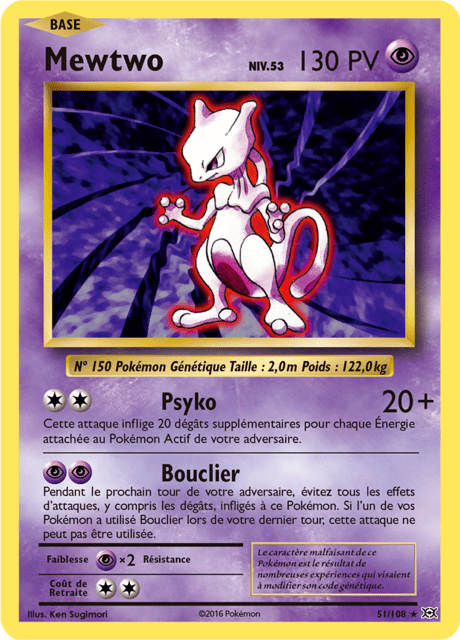 BASE
Mewtwo NIV.53 130 PV
N° 150 Pokémon Génétique Taille : 2,0m Poids : 122,0kg
Psyko 20+
Cette attaque inflige 20 dégâts supplémentaires pour chaque Énergie
attachée au Pokémon Actif de votre adversaire.
Bouclier
Pendant le prochain tour de votre adversaire, évitez tous les effets
d'attaques, y compris les dégâts, infligés à ce Pokémon. Si l'un de vos
Pokémon a utilisé Bouclier lors de votre dernier tour, cette attaque ne
peut pas être utilisée.
Faiblesse ×2 Résistance
Coût de
Retraite
Le caractère malfaisant de ce
Pokémon est le résultat de
nombreuses expériences qui visaient
à modifier son code génétique.
Illus. Ken Sugimori ©2016 Pokémon 51/108 ★